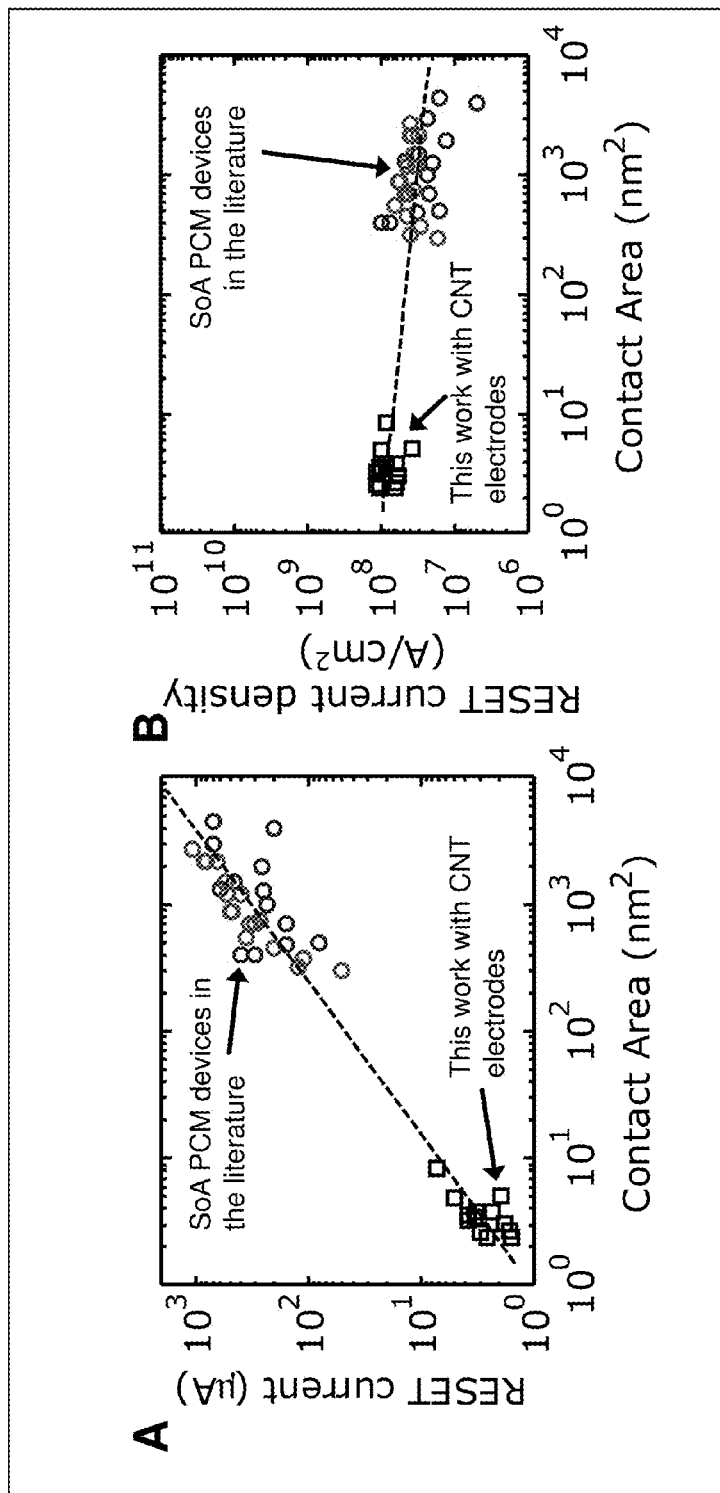 A
RESET current (μA)
10³
10²
10¹
10⁰
SoA PCM devices in
the literature
This work with CNT
electrodes
10⁰
10¹
10²
10³
10⁴
Contact Area (nm²)
B
RESET current density
(A/cm²)
10¹¹
10¹⁰
10⁹
10⁸
10⁷
10⁶
SoA PCM devices
in the literature
This work with CNT
electrodes
10⁰
10¹
10²
10³
10⁴
Contact Area (nm²)